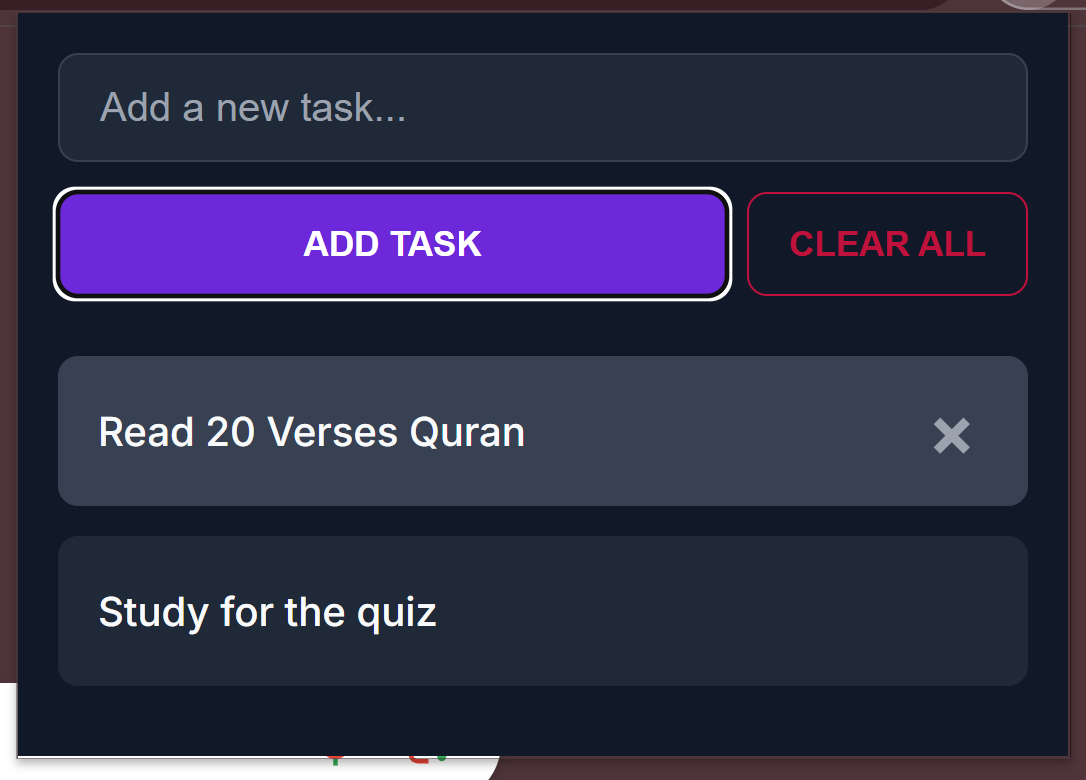 Add a new task...
ADD TASK
CLEAR ALL
Read 20 Verses Quran
Study for the quiz